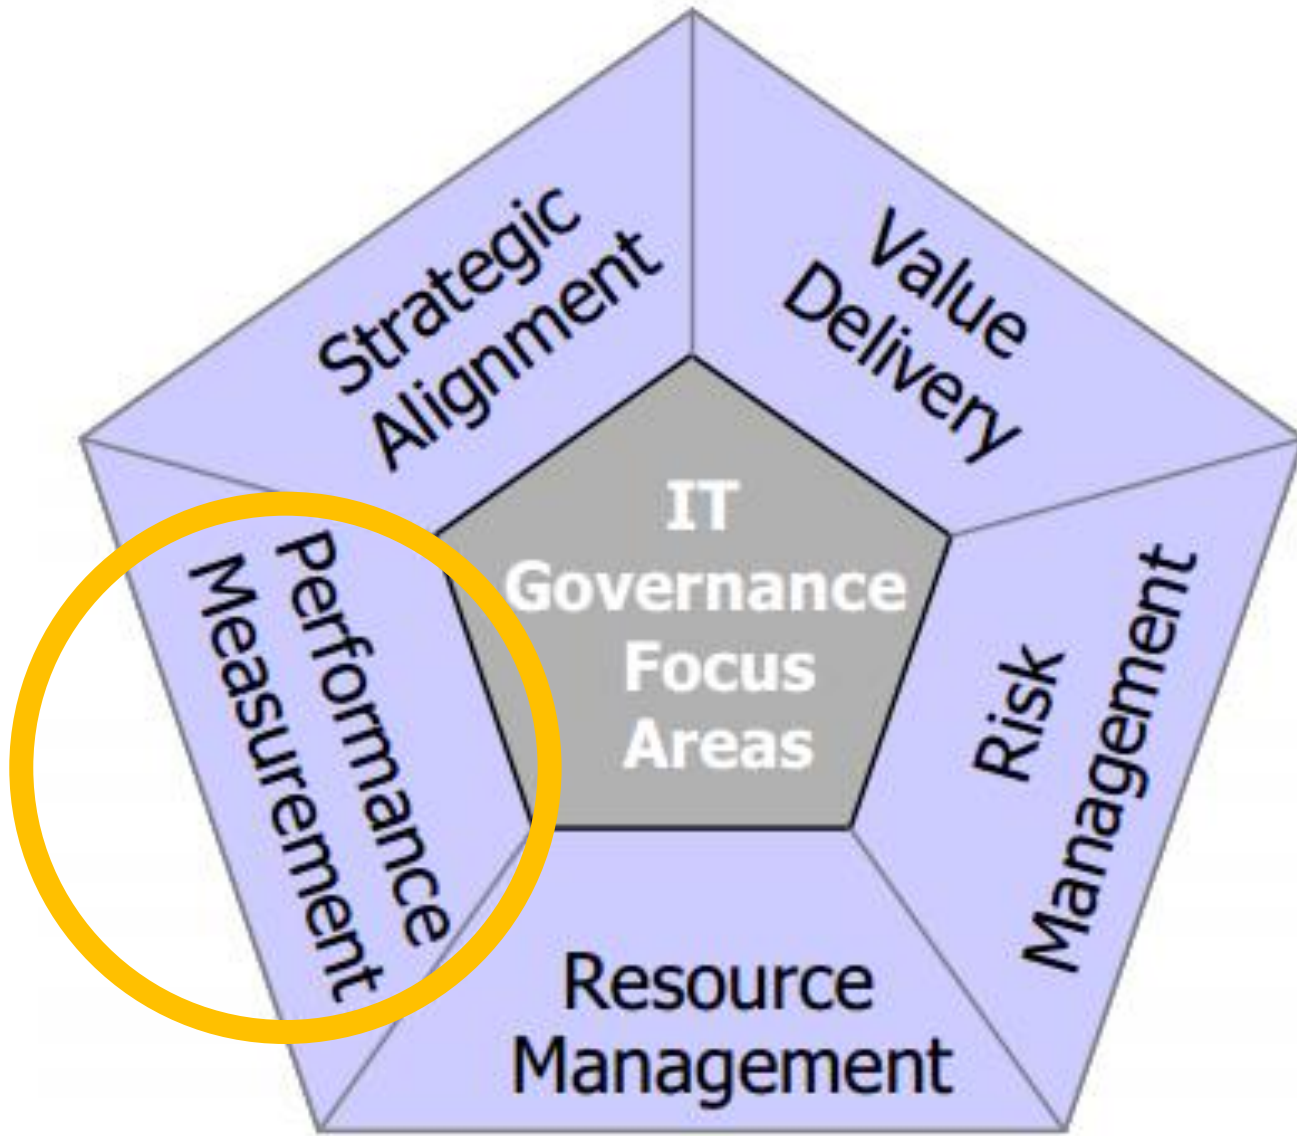 Strategic
Alignment
Value
Delivery
IT
Governance
Focus
Areas
Performance
Measurement
Risk
Management
Resource
Management